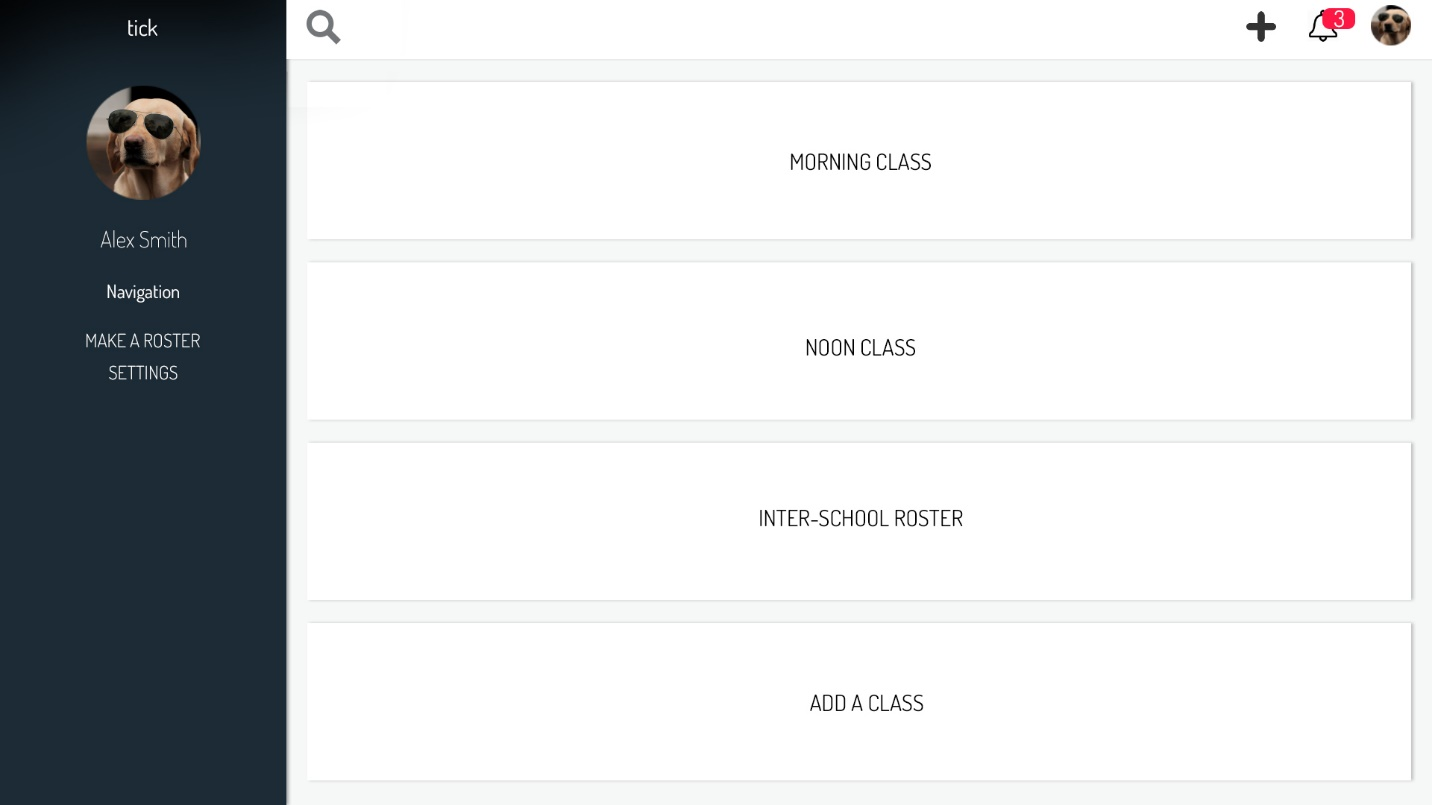 tick
3
Alex Smith
Navigation
MAKE A ROSTER
SETTINGS
MORNING CLASS
NOON CLASS
INTER-SCHOOL ROSTER
ADD A CLASS